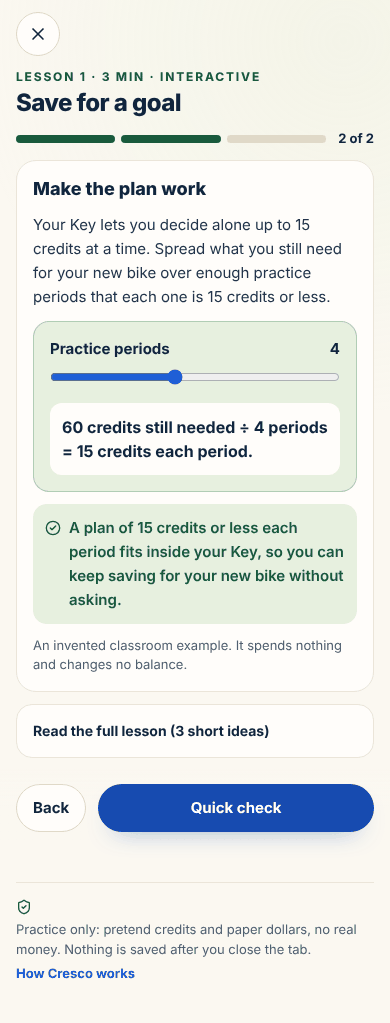 LESSON 1 · 3 MIN · INTERACTIVE
Save for a goal
2 of 2
Make the plan work
Your Key lets you decide alone up to 15
credits at a time. Spread what you still need
for your new bike over enough practice
periods that each one is 15 credits or less.
Practice periods 4
60 credits still needed ÷ 4 periods
= 15 credits each period.
A plan of 15 credits or less each
period fits inside your Key, so you can
keep saving for your new bike without
asking.
An invented classroom example. It spends nothing
and changes no balance.
Read the full lesson (3 short ideas)
Back
Quick check
Practice only: pretend credits and paper dollars, no real
money. Nothing is saved after you close the tab.
How Cresco works